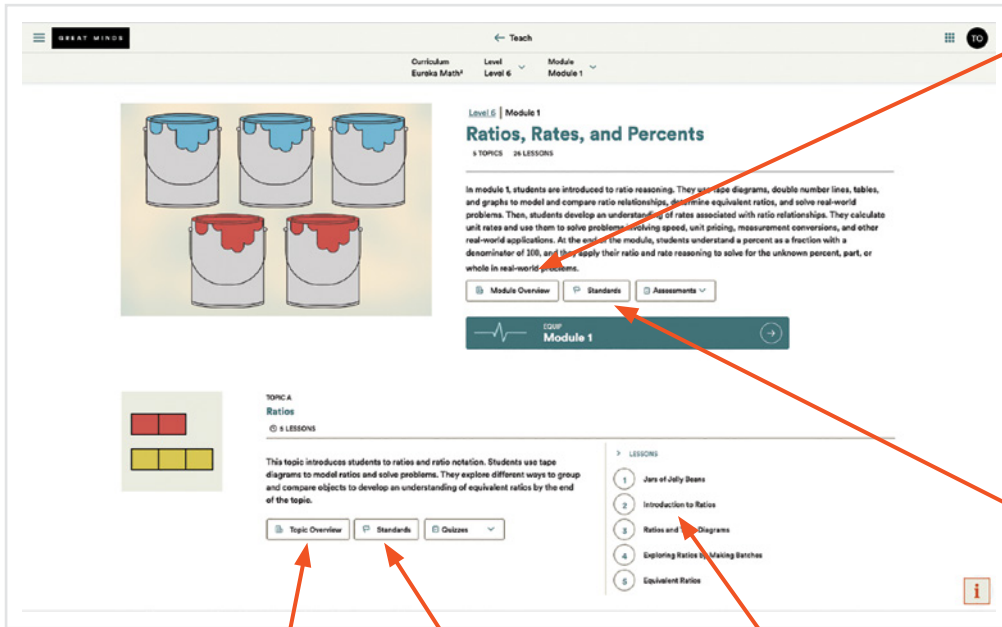 GREAT MINDS
← Teach
TO
Curriculum
Eureka Math²
Level
Level 6
Module
Module 1
Level 6 | Module 1
Ratios, Rates, and Percents
5 TOPICS 26 LESSONS
In module 1, students are introduced to ratio reasoning. They use tape diagrams, double number lines, tables,
and graphs to model and compare ratio relationships, determine equivalent ratios, and solve real-world
problems. Then, students develop an understanding of rates associated with ratio relationships. They calculate
unit rates and use them to solve problems involving speed, unit pricing, measurement conversions, and other
real-world applications. At the end of the module, students understand a percent as a fraction with a
denominator of 100, and they apply their ratio and rate reasoning to solve for the unknown percent, part, or
whole in real-world problems.
Module Overview
Standards
Assessments
EQUIP
Module 1
TOPIC A
Ratios
5 LESSONS
This topic introduces students to ratios and ratio notation. Students use tape
diagrams to model ratios and solve problems. They explore different ways to group
and compare objects to develop an understanding of equivalent ratios by the end
of the topic.
Topic Overview
Standards
Quizzes
> LESSONS
1 Jars of Jelly Beans
2 Introduction to Ratios
3 Ratios and Tape Diagrams
4 Exploring Ratios by Making Batches
5 Equivalent Ratios
i